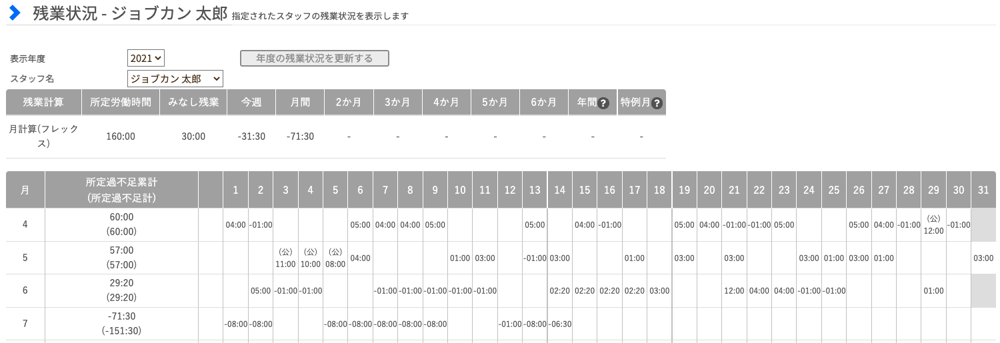 残業状況 - ジョブカン 太郎 指定されたスタッフの残業状況を表示します
表示年度 2021 年度の残業状況を更新する
スタッフ名 ジョブカン 太郎
残業計算 所定労働時間 みなし残業 今週 月間 2か月 3か月 4か月 5か月 6か月 年間? 特例月?
月計算(フレック
ス) 160:00 30:00 -31:30 -71:30 - - - - - - -
月 所定過不足累計
(所定過不足計) 1 2 3 4 5 6 7 8 9 10 11 12 13 14 15 16 17 18 19 20 21 22 23 24 25 26 27 28 29 30 31
4 60:00
(60:00) 04:00 -01:00 05:00 04:00 04:00 05:00 05:00 04:00 -01:00 05:00 04:00 -01:00 -01:00 05:00 05:00 04:00 -01:00 (公)
12:00 -01:00
5 57:00
(57:00) (公)
11:00 (公)
10:00 (公)
08:00 04:00 01:00 03:00 -01:00 03:00 01:00 03:00 03:00 03:00 01:00 03:00 01:00 03:00
6 29:20
(29:20) 05:00 -01:00 -01:00 -01:00 -01:00 -01:00 -01:00 -01:00 02:20 02:20 02:20 02:20 03:00 12:00 04:00 04:00 -01:00 -01:00 01:00
7 -71:30
(-151:30) -08:00 -08:00 -08:00 -08:00 -08:00 -08:00 -08:00 -01:00 -08:00 -06:30